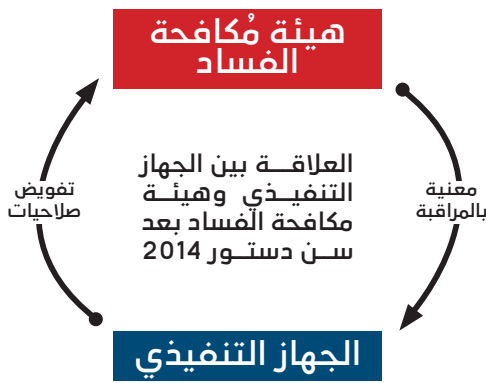 هيئة مُكافحة
الفساد
العلاقـــة بين الجهاز
التنفيــذي وهيئــة
مكافحة الفساد بعد
ســن دستــور 2014
معنية
بالمراقبة
تفويض
صلاحيات
الجهاز التنفيذي